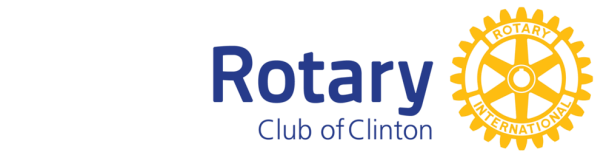 Rotary
Club of Clinton
ROTARY
INTERNATIONAL